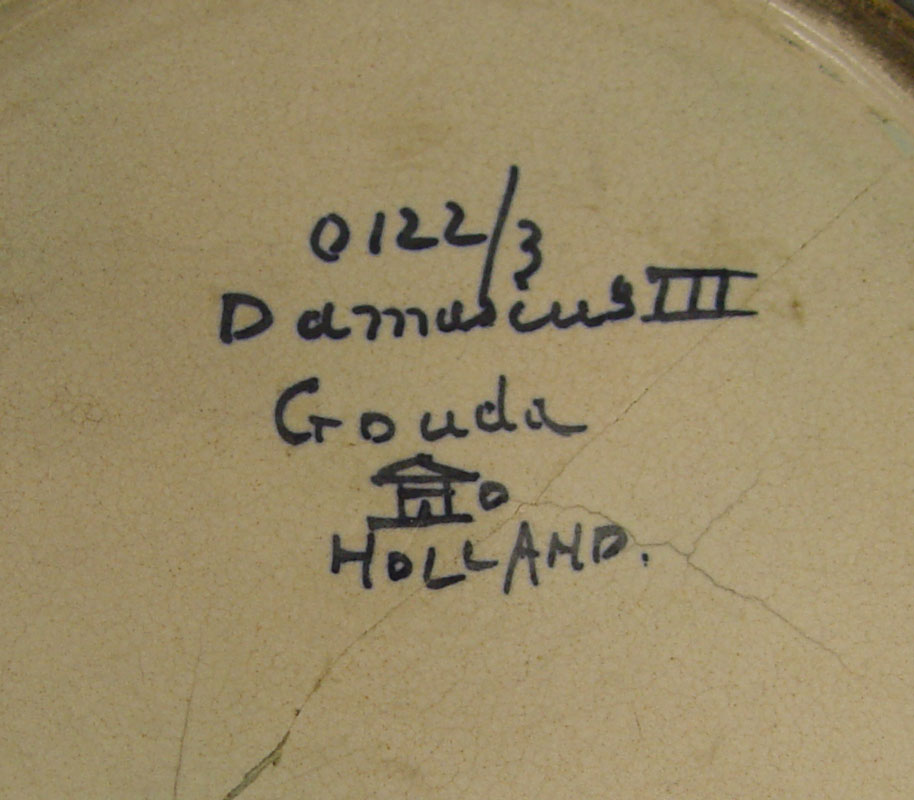 0122/3
Damascus III
Gouda
D
HOLLAND.